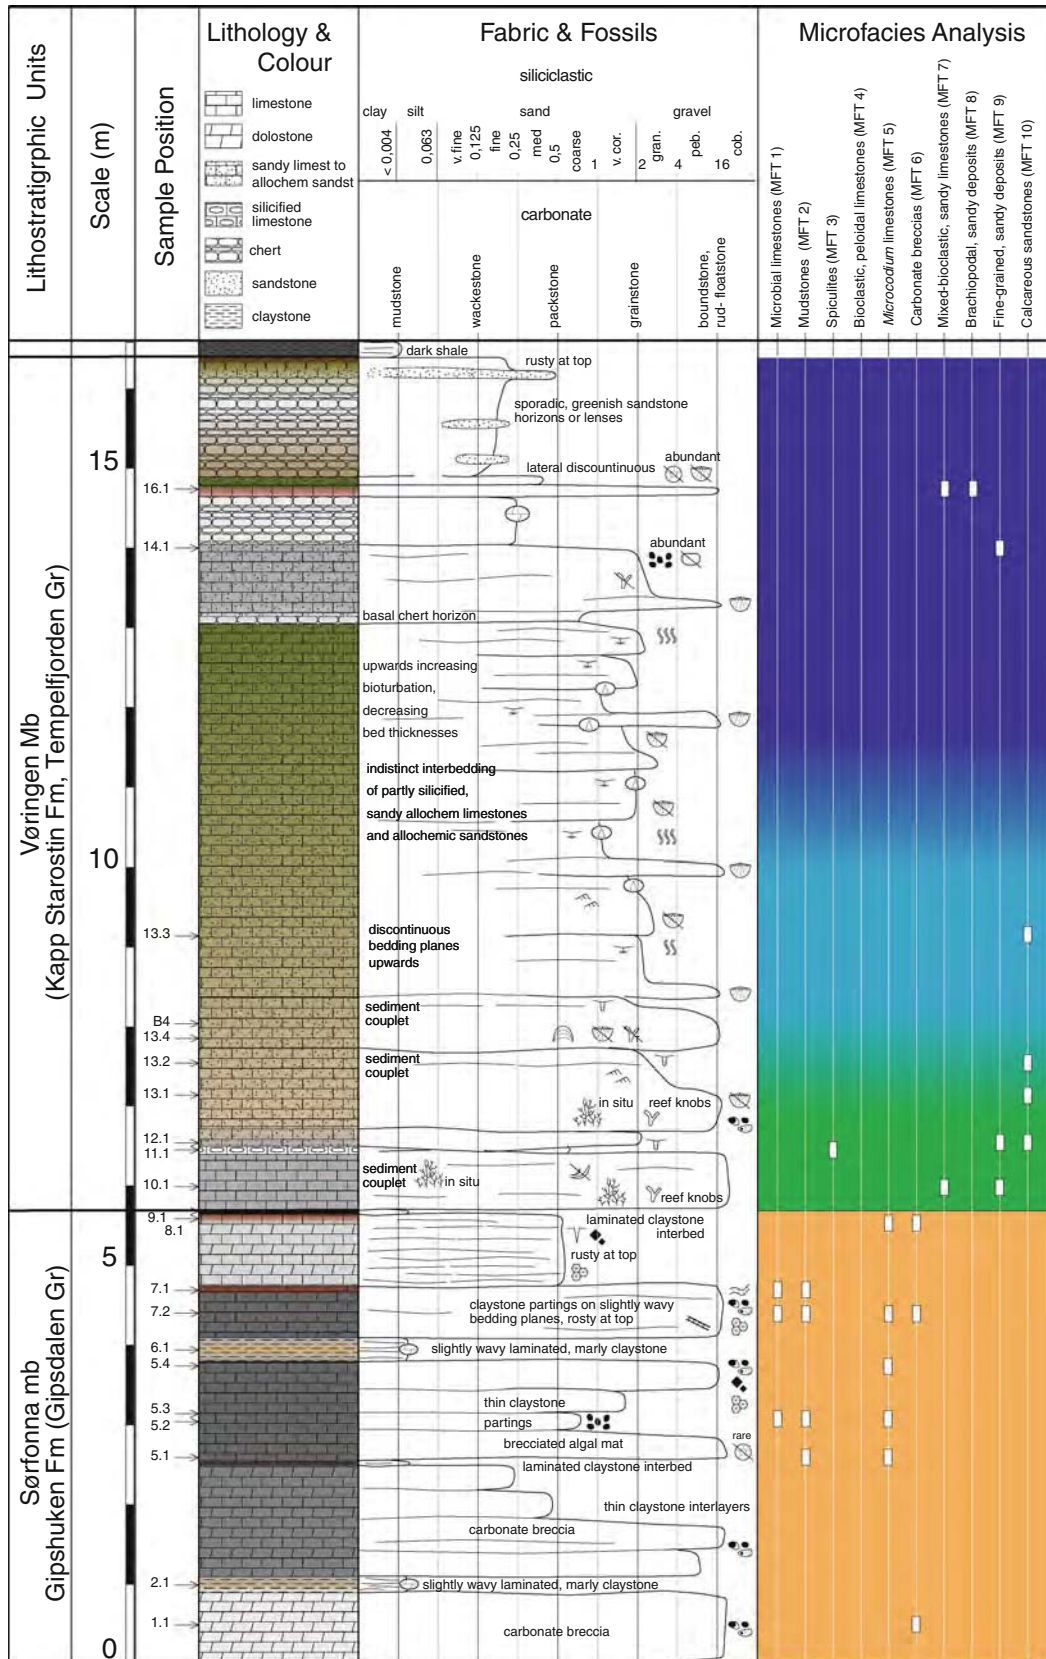 Lithostratigrphic Units
Scale (m)
Sample Position
Lithology &
Colour
limestone
dolostone
sandy limest to
allochem sandst
silicified
limestone
chert
sandstone
claystone
Fabric & Fossils
siliciclastic
clay
silt
sand
gravel
< 0,004
0,063
v. fine
0,125
fine
0,25
med
0,5
coarse
1
v. cor.
2
gran.
4
peb.
16
cob.
carbonate
mudstone
wackestone
packstone
grainstone
boundstone,
rud- floatstone
Microfacies Analysis
Microbial limestones (MFT 1)
Mudstones (MFT 2)
Spiculites (MFT 3)
Bioclastic, peloidal limestones (MFT 4)
Microcodium limestones (MFT 5)
Carbonate breccias (MFT 6)
Mixed-bioclastic, sandy limestones (MFT 7)
Brachiopodal, sandy deposits (MFT 8)
Fine-grained, sandy deposits (MFT 9)
Calcareous sandstones (MFT 10)
Vøringen Mb
(Kapp Starostin Fm, Tempelfjorden Gr)
Sørfonna mb
Gipshuken Fm (Gipsdalen Gr)
15
10
5
0
16.1
14.1
13.3
B4
13.4
13.2
13.1
12.1
11.1
10.1
9.1
8.1
7.1
7.2
6.1
5.4
5.3
5.2
5.1
2.1
1.1
dark shale
rusty at top
sporadic, greenish sandstone
horizons or lenses
abundant
lateral discontinuous
abundant
basal chert horizon
upwards increasing
bioturbation,
decreasing
bed thicknesses
indistinct interbedding
of partly silicified,
sandy allochem limestones
and allochemic sandstones
discontinuous
bedding planes
upwards
sediment
couplet
sediment
couplet
in situ
reef knobs
sediment
couplet
in situ
reef knobs
laminated claystone
interbed
rusty at top
claystone partings on slightly wavy
bedding planes, rosty at top
slightly wavy laminated, marly claystone
thin claystone
partings
brecciated algal mat
rare
laminated claystone interbed
thin claystone interlayers
carbonate breccia
slightly wavy laminated, marly claystone
carbonate breccia